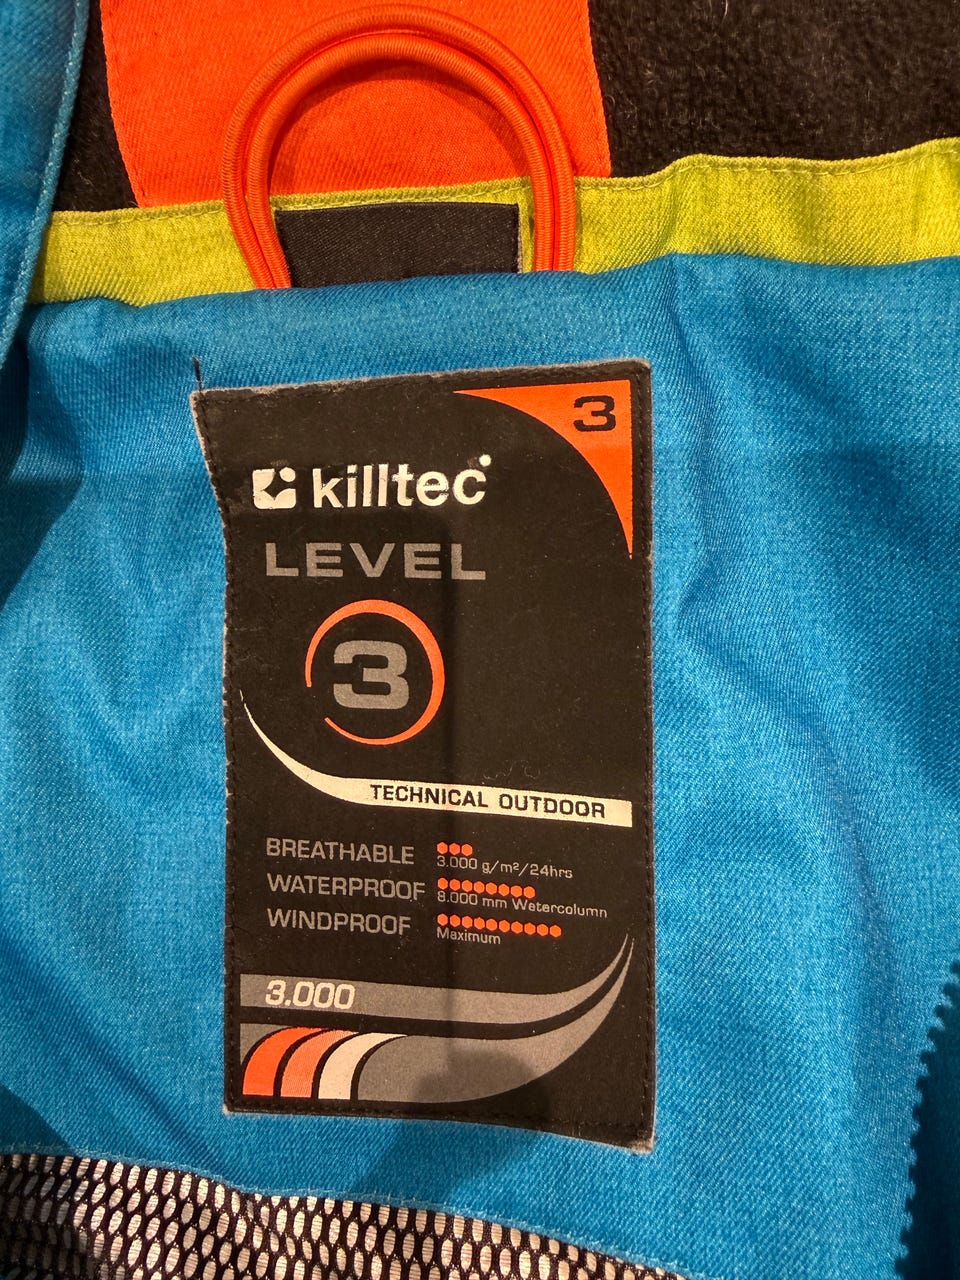 3
killtec
LEVEL
3
TECHNICAL OUTDOOR
BREATHABLE 3.000 g/m²/24hrs
WATERPROOF 8.000 mm Watercolumn
WINDPROOF Maximum
3.000